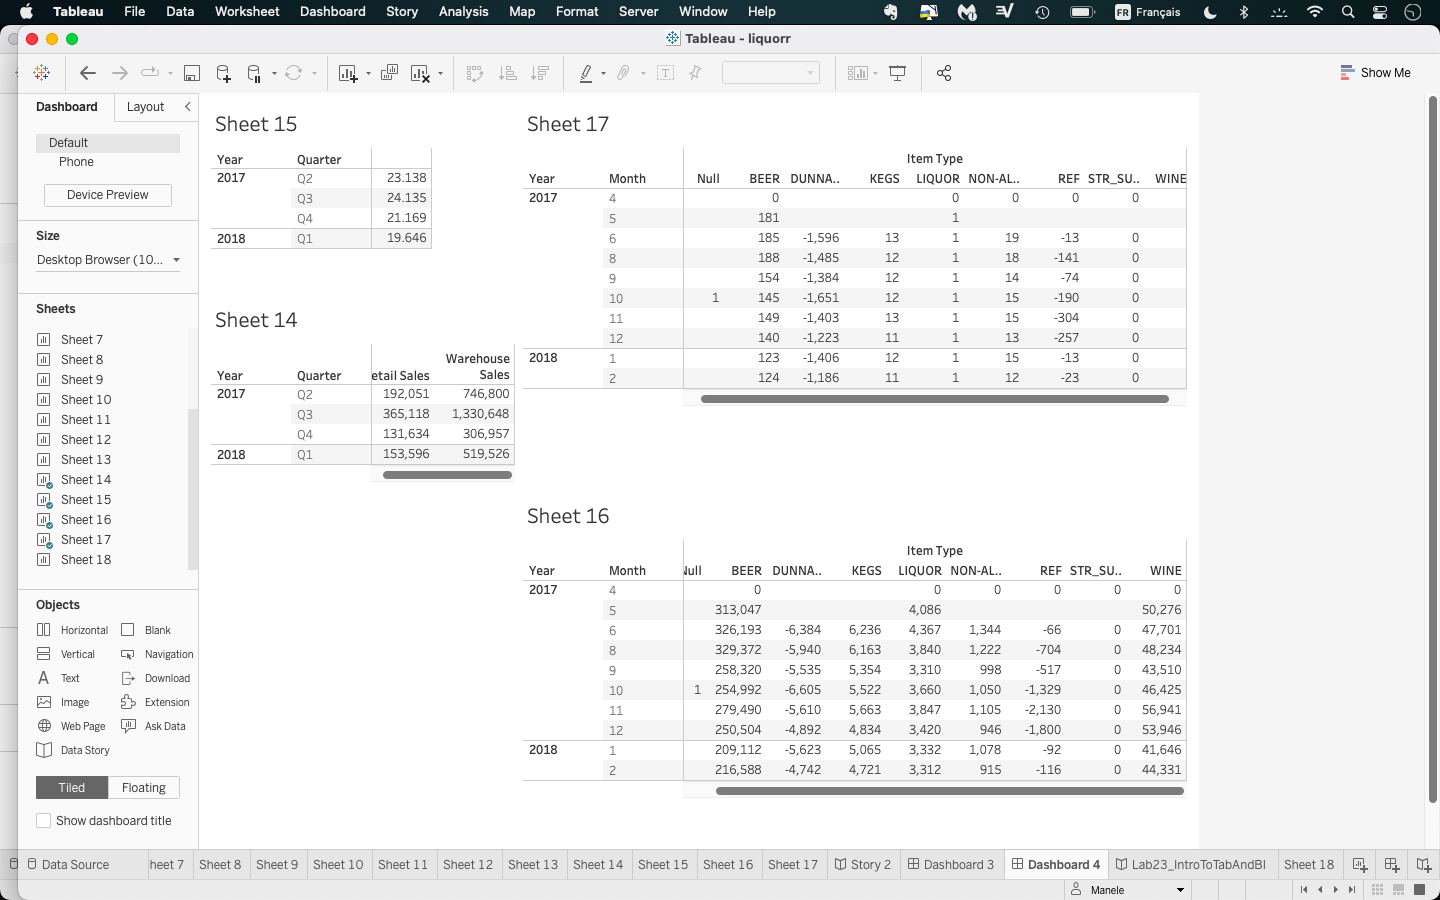 Tableau File Data Worksheet Dashboard Story Analysis Map Format Server Window Help FR Français
Tableau - liquorr
Show Me
Dashboard Layout
Default
Phone
Device Preview
Size
Desktop Browser (10...
Sheets
Sheet 7
Sheet 8
Sheet 9
Sheet 10
Sheet 11
Sheet 12
Sheet 13
Sheet 14
Sheet 15
Sheet 16
Sheet 17
Sheet 18
Objects
Horizontal Blank
Vertical Navigation
Text Download
Image Extension
Web Page Ask Data
Data Story
Tiled Floating
Show dashboard title
Sheet 15
Year Quarter
2017 Q2 23.138
Q3 24.135
Q4 21.169
2018 Q1 19.646
Sheet 14
Warehouse
Year Quarter etail Sales Sales
2017 Q2 192,051 746,800
Q3 365,118 1,330,648
Q4 131,634 306,957
2018 Q1 153,596 519,526
Sheet 17
Item Type
Year Month Null BEER DUNNA.. KEGS LIQUOR NON-AL.. REF STR_SU.. WINE
2017 4 0 0 0 0 0
5 181 1
6 185 -1,596 13 1 19 -13 0
8 188 -1,485 12 1 18 -141 0
9 154 -1,384 12 1 14 -74 0
10 1 145 -1,651 12 1 15 -190 0
11 149 -1,403 13 1 15 -304 0
12 140 -1,223 11 1 13 -257 0
2018 1 123 -1,406 12 1 15 -13 0
2 124 -1,186 11 1 12 -23 0
Sheet 16
Item Type
Year Month Null BEER DUNNA.. KEGS LIQUOR NON-AL.. REF STR_SU.. WINE
2017 4 0 0 0 0 0 0
5 313,047 4,086 50,276
6 326,193 -6,384 6,236 4,367 1,344 -66 0 47,701
8 329,372 -5,940 6,163 3,840 1,222 -704 0 48,234
9 258,320 -5,535 5,354 3,310 998 -517 0 43,510
10 1 254,992 -6,605 5,522 3,660 1,050 -1,329 0 46,425
11 279,490 -5,610 5,663 3,847 1,105 -2,130 0 56,941
12 250,504 -4,892 4,834 3,420 946 -1,800 0 53,946
2018 1 209,112 -5,623 5,065 3,332 1,078 -92 0 41,646
2 216,588 -4,742 4,721 3,312 915 -116 0 44,331
Data Source heet 7 Sheet 8 Sheet 9 Sheet 10 Sheet 11 Sheet 12 Sheet 13 Sheet 14 Sheet 15 Sheet 16 Sheet 17 Story 2 Dashboard 3 Dashboard 4 Lab23_IntroToTabAndBI Sheet 18
Manele